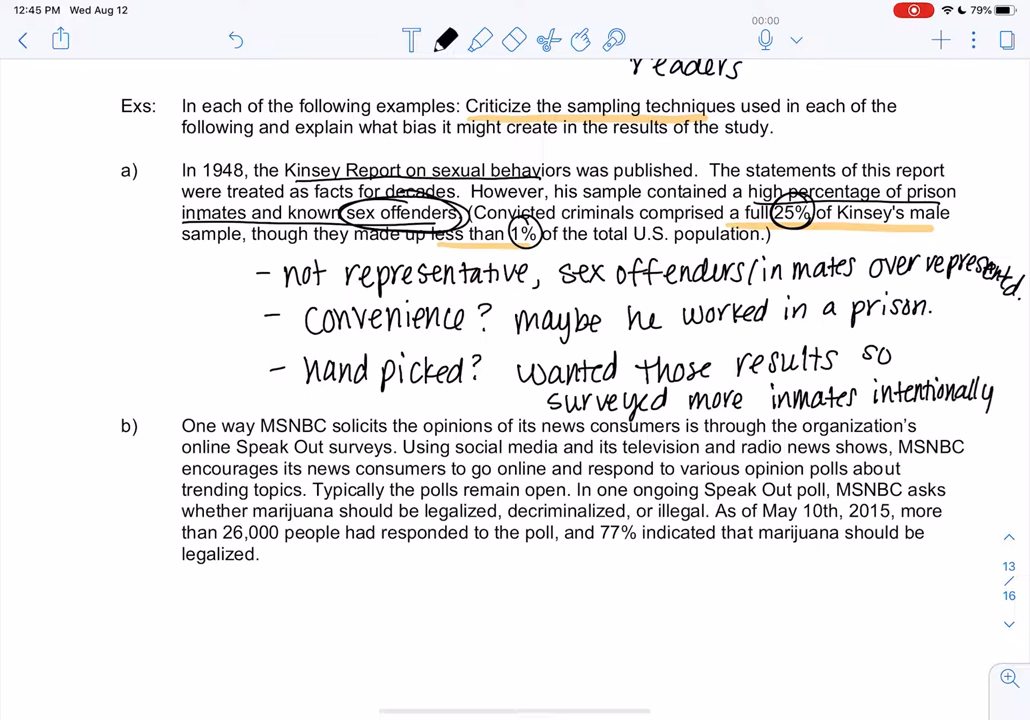 12:45 PM Wed Aug 12
79%
00:00
T
readers
Exs: In each of the following examples: Criticize the sampling techniques used in each of the
following and explain what bias it might create in the results of the study.
a) In 1948, the Kinsey Report on sexual behaviors was published. The statements of this report
were treated as facts for decades. However, his sample contained a high percentage of prison
inmates and known sex offenders. (Convicted criminals comprised a full 25% of Kinsey's male
sample, though they made up less than 1% of the total U.S. population.)
- not representative, sex offenders/inmates over represented.
- convenience? maybe he worked in a prison.
- hand picked? wanted those results so
surveyed more inmates intentionally
b) One way MSNBC solicits the opinions of its news consumers is through the organization's
online Speak Out surveys. Using social media and its television and radio news shows, MSNBC
encourages its news consumers to go online and respond to various opinion polls about
trending topics. Typically the polls remain open. In one ongoing Speak Out poll, MSNBC asks
whether marijuana should be legalized, decriminalized, or illegal. As of May 10th, 2015, more
than 26,000 people had responded to the poll, and 77% indicated that marijuana should be
legalized.
13
/
16